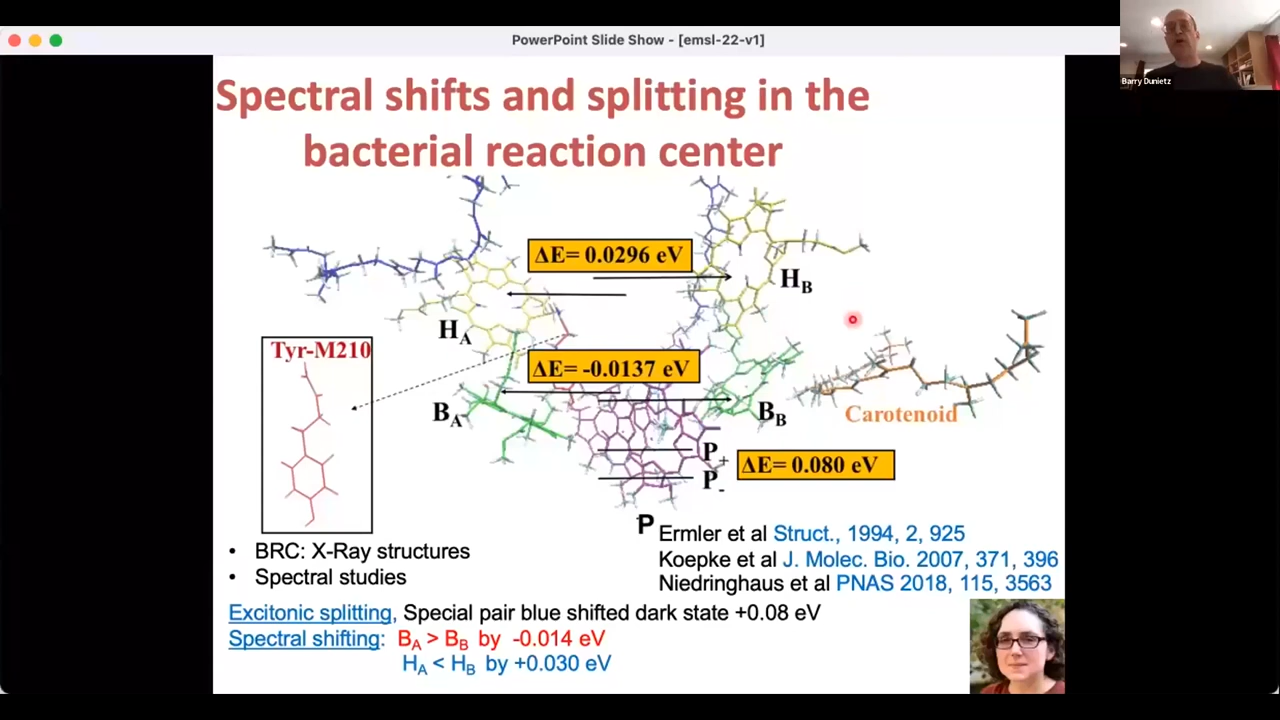 PowerPoint Slide Show - [emsl-22-v1]
Barry Dunietz
Spectral shifts and splitting in the
bacterial reaction center
ΔE= 0.0296 eV
H_B
H_A
Tyr-M210
ΔE= -0.0137 eV
B_A
B_B
Carotenoid
P_+
ΔE= 0.080 eV
P_-
P
Ermler et al Struct., 1994, 2, 925
Koepke et al J. Molec. Bio. 2007, 371, 396
Niedringhaus et al PNAS 2018, 115, 3563
• BRC: X-Ray structures
• Spectral studies
Excitonic splitting, Special pair blue shifted dark state +0.08 eV
Spectral shifting: B_A > B_B by -0.014 eV
H_A < H_B by +0.030 eV